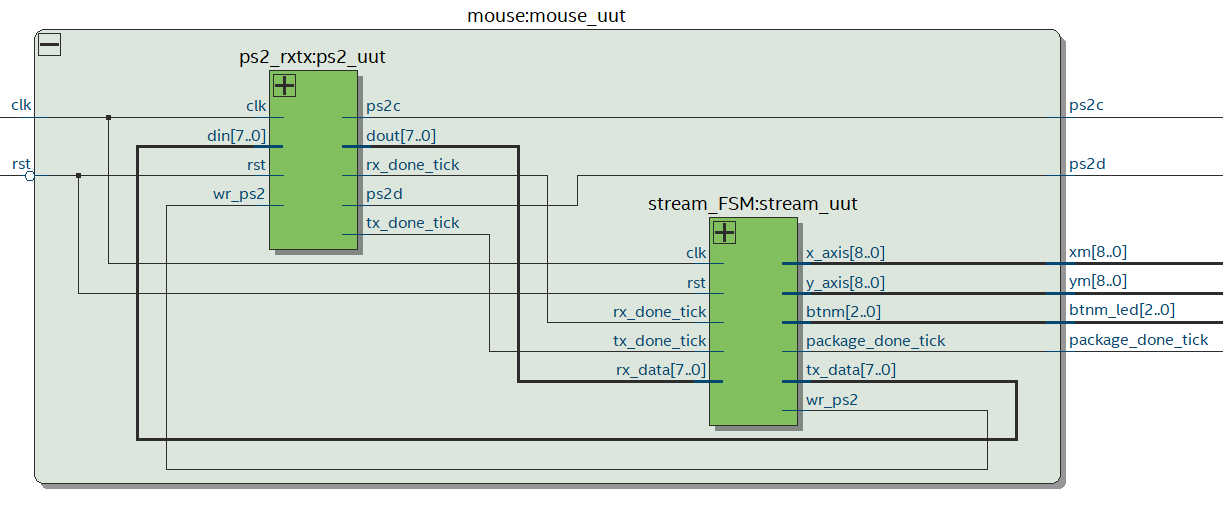 mouse:mouse_uut
ps2_rxtx:ps2_uut
clk
clk
ps2c
ps2c
din[7..0]
dout[7..0]
rst
rst
rx_done_tick
ps2d
wr_ps2
ps2d
tx_done_tick
stream_FSM:stream_uut
clk
x_axis[8..0]
xm[8..0]
rst
y_axis[8..0]
ym[8..0]
rx_done_tick
btnm[2..0]
btnm_led[2..0]
tx_done_tick
package_done_tick
package_done_tick
rx_data[7..0]
tx_data[7..0]
wr_ps2